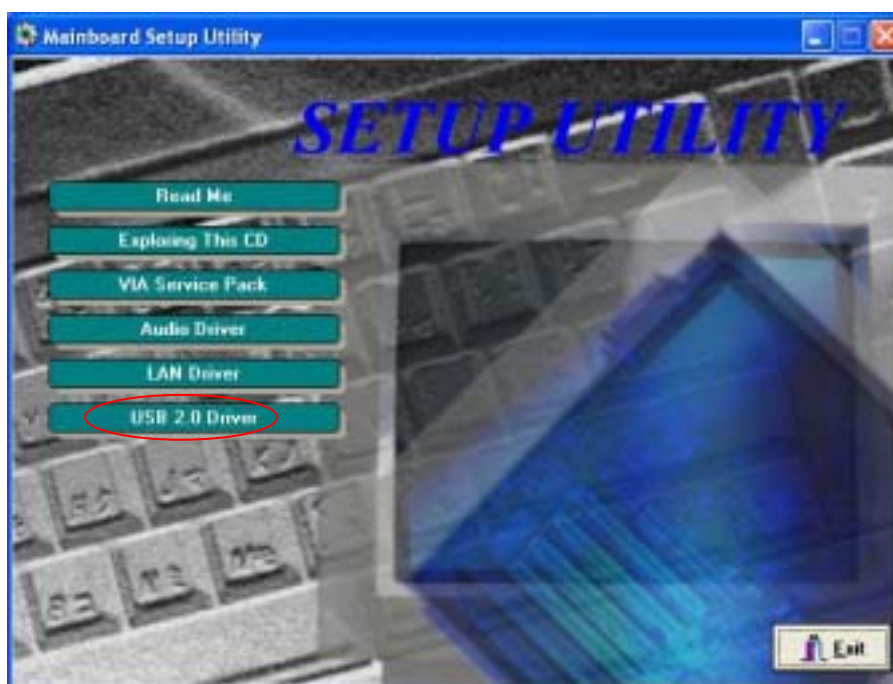 Mainboard Setup Utility
SETUP UTILITY
Read Me
Exploring This CD
VIA Service Pack
Audio Driver
LAN Driver
USB 2.0 Driver
Exit